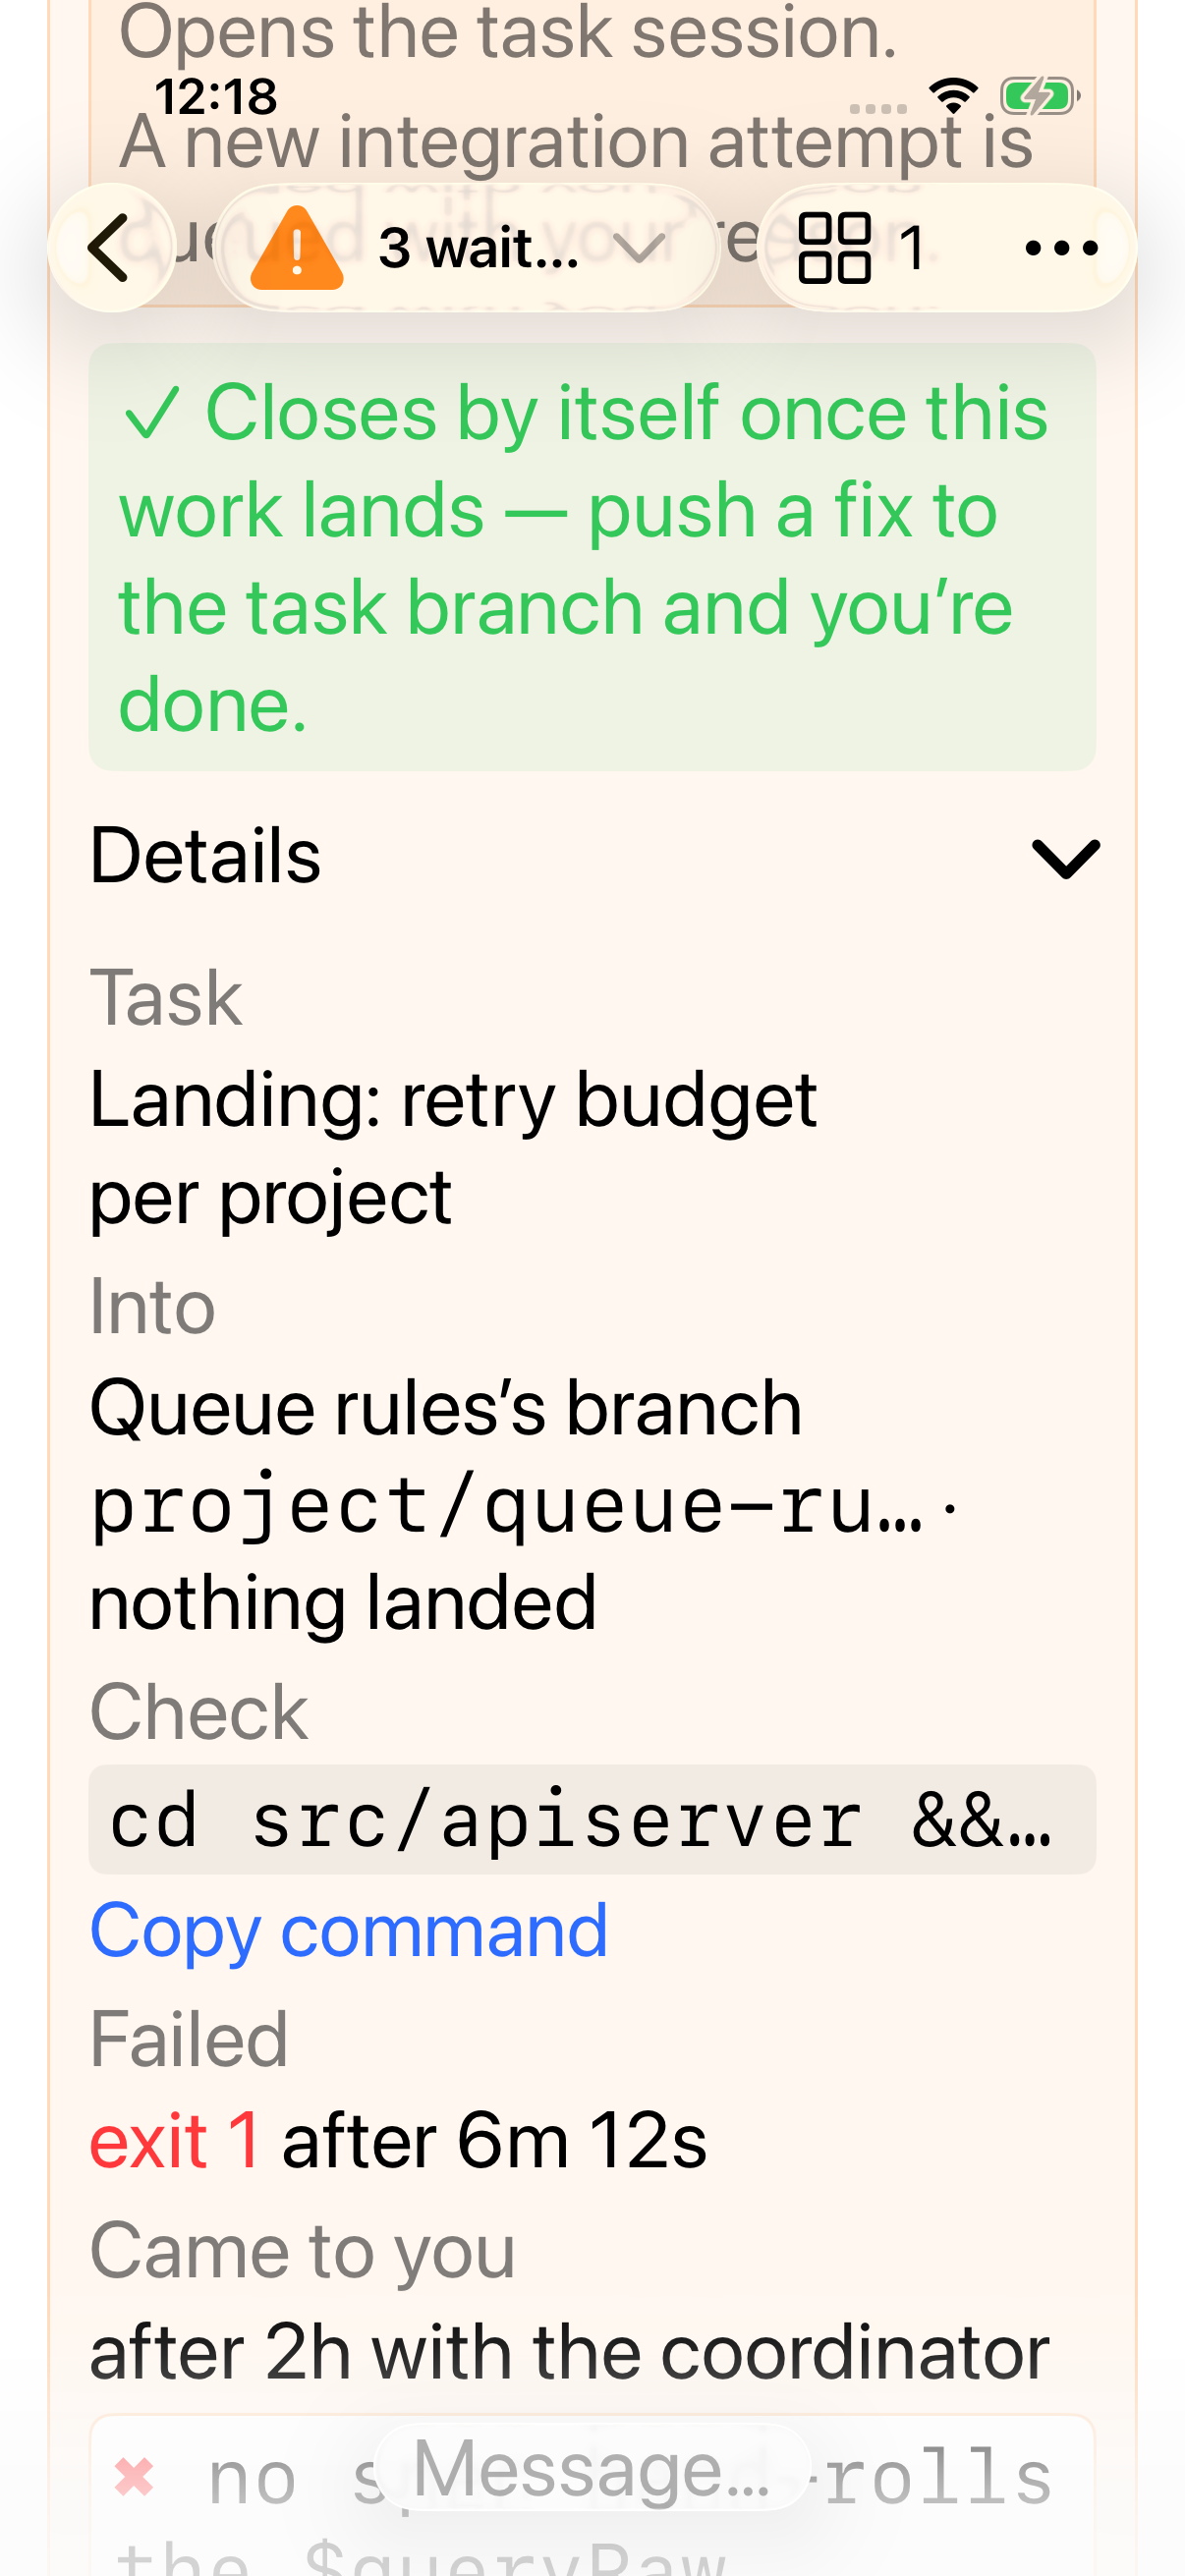 Opens the task session.
12:18
A new integration attempt is
3 wait...
1
✓ Closes by itself once this
work lands — push a fix to
the task branch and you’re
done.
Details
Task
Landing: retry budget
per project
Into
Queue rules’s branch
project/queue-ru… ·
nothing landed
Check
cd src/apiserver &&…
Copy command
Failed
exit 1 after 6m 12s
Came to you
after 2h with the coordinator
✖ no rolls
Message…
the $queryRaw